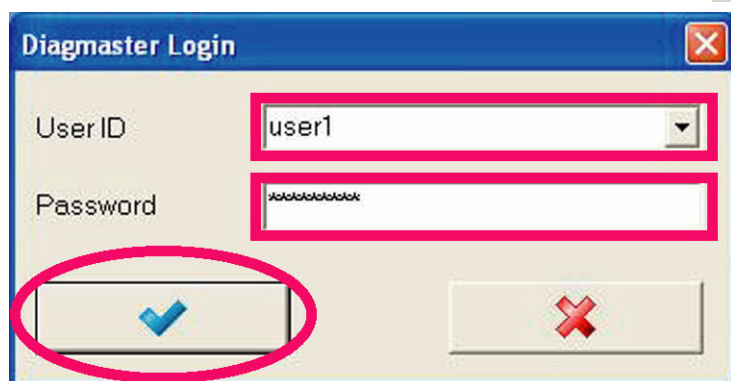 Diagmaster Login
User ID
user1
Password
**********